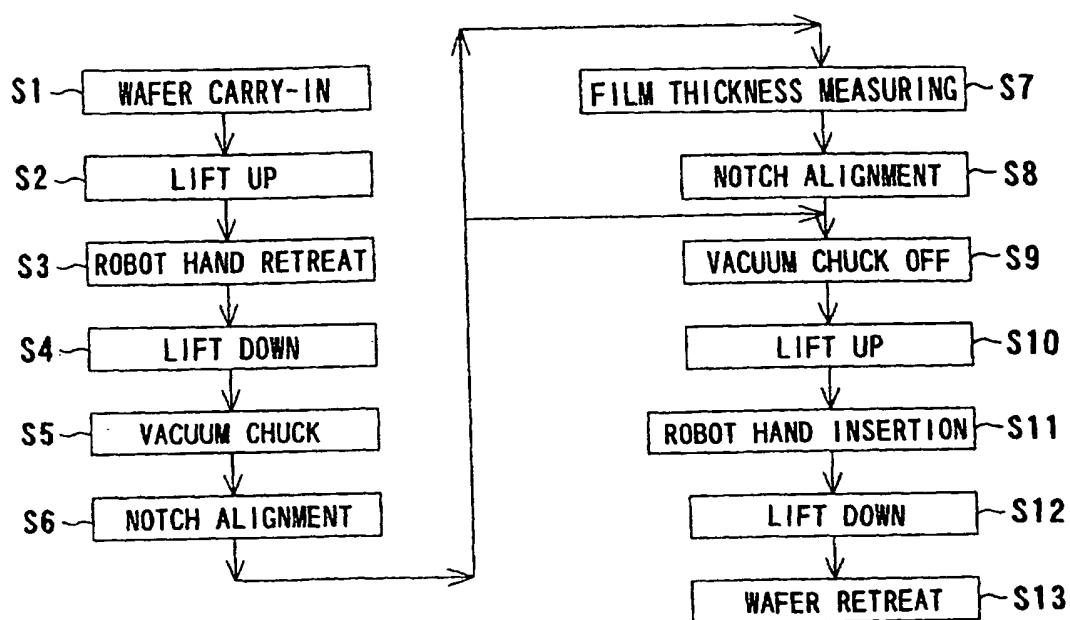 S1 WAFER CARRY-IN
S2 LIFT UP
S3 ROBOT HAND RETREAT
S4 LIFT DOWN
S5 VACUUM CHUCK
S6 NOTCH ALIGNMENT
FILM THICKNESS MEASURING S7
NOTCH ALIGNMENT S8
VACUUM CHUCK OFF S9
LIFT UP S10
ROBOT HAND INSERTION S11
LIFT DOWN S12
WAFER RETREAT S13